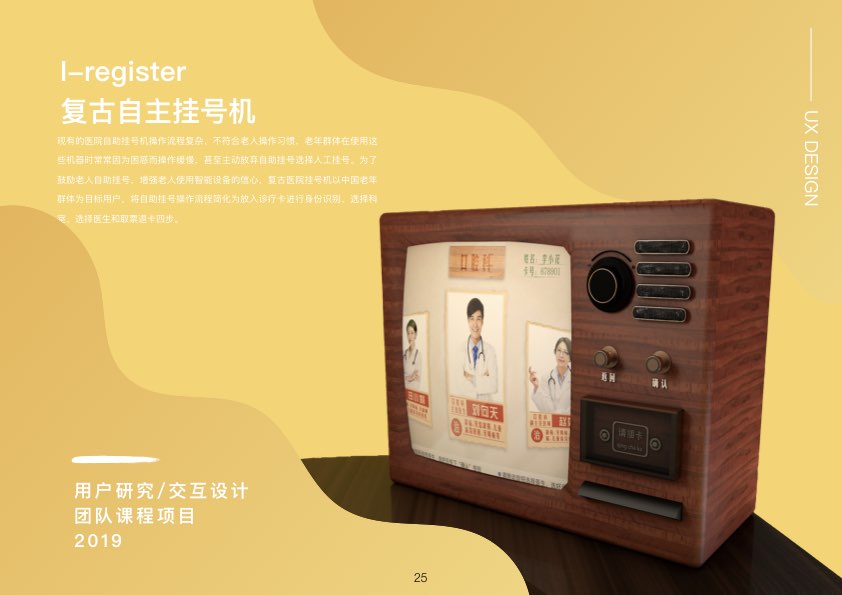 I-register
复古自主挂号机
现有的医院自助挂号机操作流程复杂、不符合老人操作习惯，老年群体在使用这
些机器时常常因为困惑而操作缓慢，甚至主动放弃自助挂号选择人工挂号。为了
鼓励老人自助挂号、增强老人使用智能设备的信心，复古医院挂号机以中国老年
群体为目标用户，将自助挂号操作流程简化为放入诊疗卡进行身份识别、选择科
室、选择医生和取票退卡四步。
UX DESIGN
口腔科
卡号: 678901
刘向天
返回
确认
请插卡
用户研究/交互设计
团队课程项目
2019
25